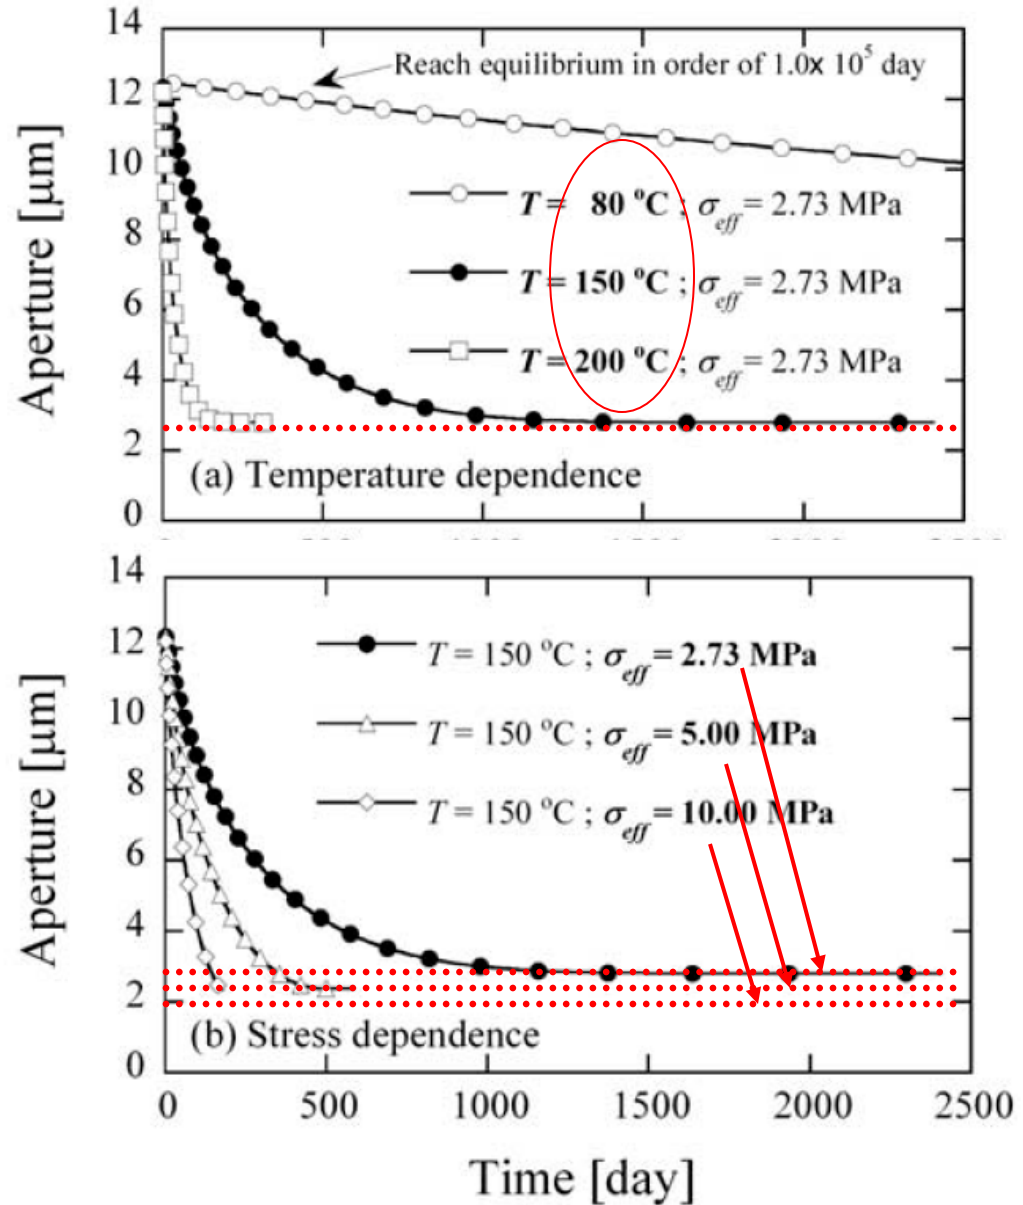 14
12
10
8
6
4
2
0
Aperture [µm]
Reach equilibrium in order of 1.0x 10⁵ day
T = 80 °C ; σeff = 2.73 MPa
T = 150 °C ; σeff = 2.73 MPa
T = 200 °C ; σeff = 2.73 MPa
(a) Temperature dependence
14
12
10
8
6
4
2
0
Aperture [µm]
T = 150 °C ; σeff = 2.73 MPa
T = 150 °C ; σeff = 5.00 MPa
T = 150 °C ; σeff = 10.00 MPa
(b) Stress dependence
0 500 1000 1500 2000 2500
Time [day]